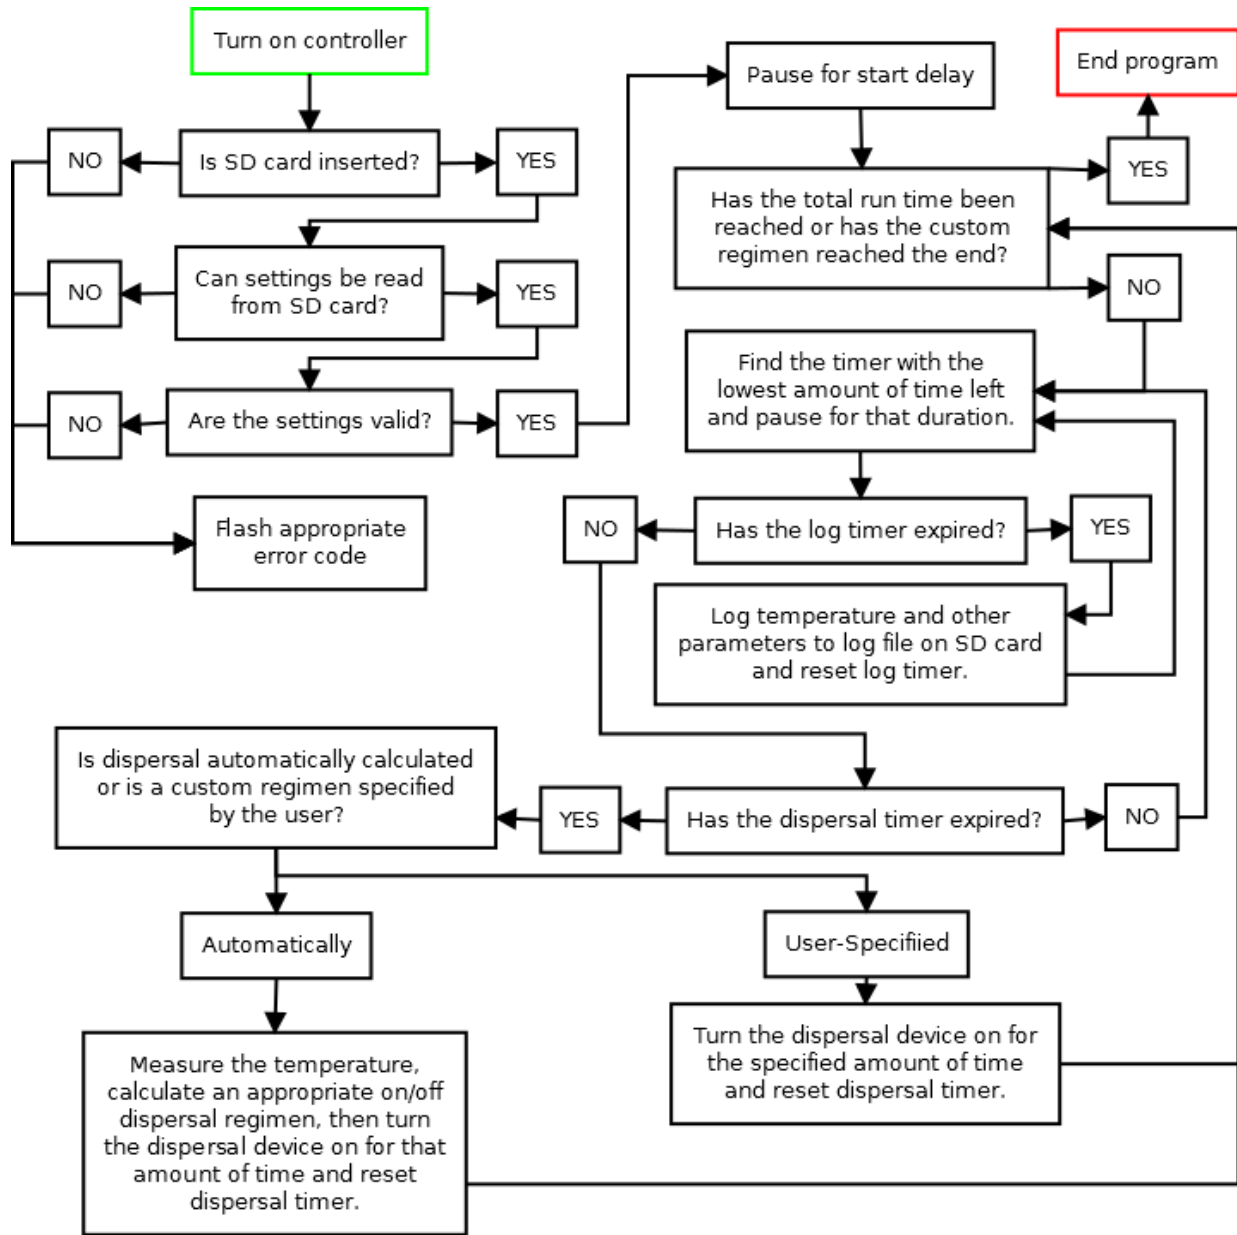 Turn on controller
Is SD card inserted?
NO
YES
Can settings be read
from SD card?
NO
YES
Are the settings valid?
NO
YES
Flash appropriate
error code
Pause for start delay
End program
YES
Has the total run time been
reached or has the custom
regimen reached the end?
NO
Find the timer with the
lowest amount of time left
and pause for that duration.
NO
Has the log timer expired?
YES
Log temperature and other
parameters to log file on SD card
and reset log timer.
Is dispersal automatically calculated
or is a custom regimen specified
by the user?
YES
Has the dispersal timer expired?
NO
Automatically
User-Specifiied
Measure the temperature,
calculate an appropriate on/off
dispersal regimen, then turn
the dispersal device on for that
amount of time and reset
dispersal timer.
Turn the dispersal device on for
the specified amount of time
and reset dispersal timer.